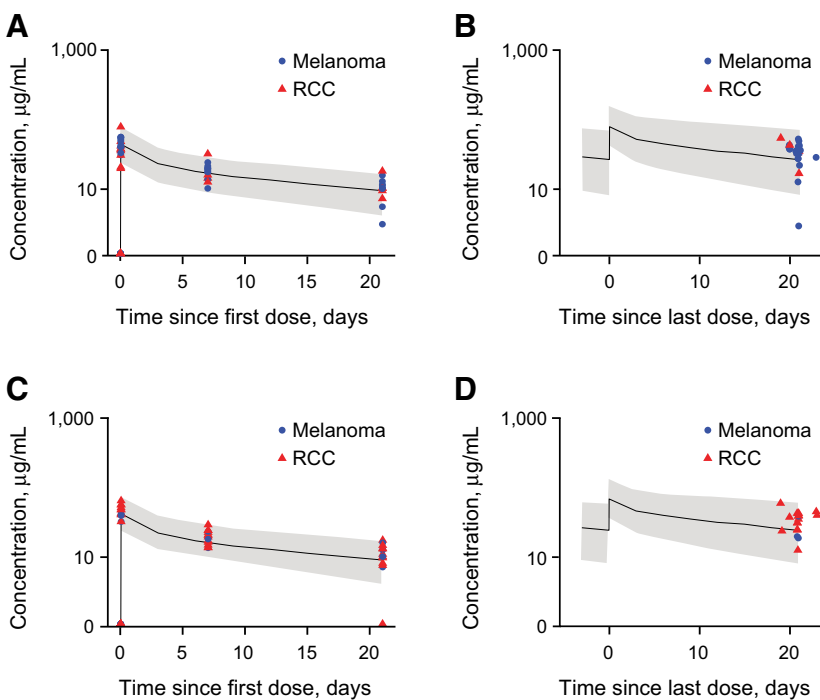 A
Concentration, µg/mL
1,000
10
0
Melanoma
RCC
0 5 10 15 20
Time since first dose, days
B
Concentration, µg/mL
1,000
10
0
Melanoma
RCC
0 10 20
Time since last dose, days
C
Concentration, µg/mL
1,000
10
0
Melanoma
RCC
0 5 10 15 20
Time since first dose, days
D
Concentration, µg/mL
1,000
10
0
Melanoma
RCC
0 10 20
Time since last dose, days